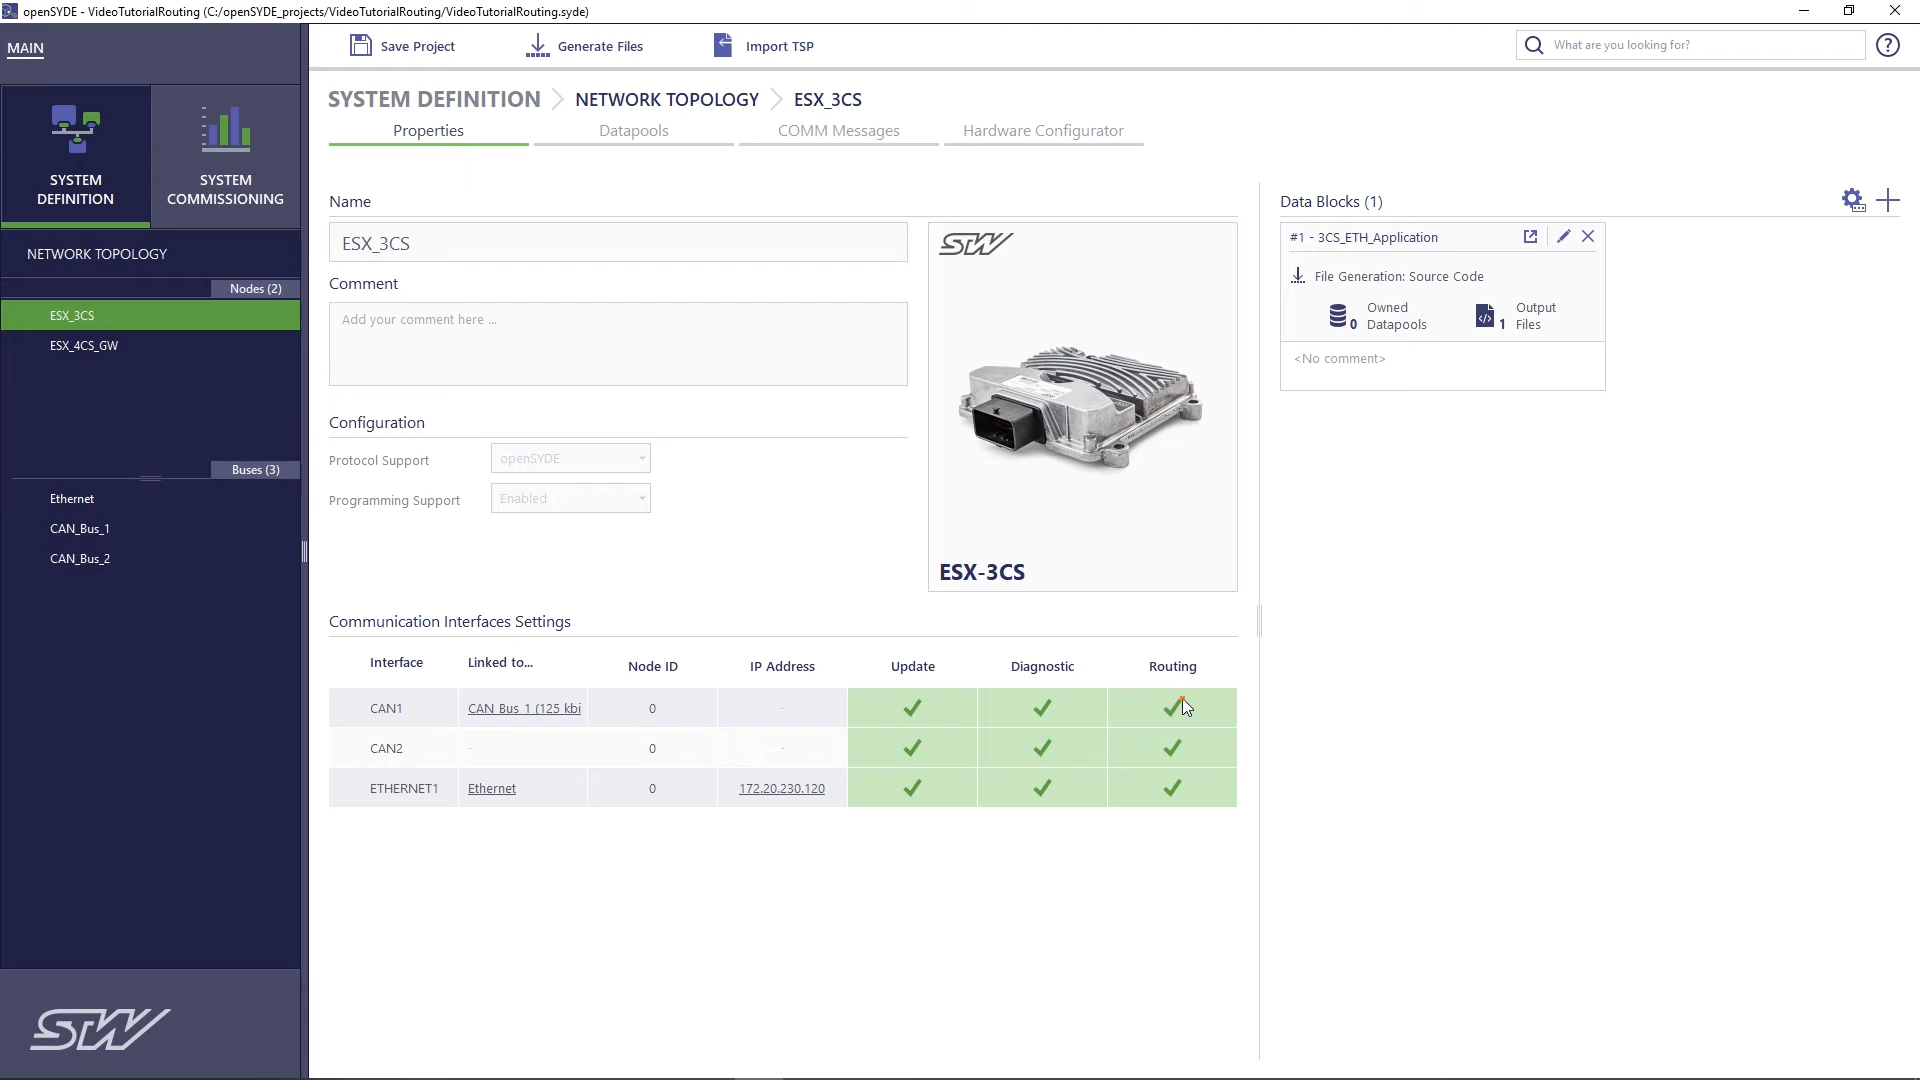 openSYDE - VideoTutorialRouting (C:/openSYDE_projects/VideoTutorialRouting/VideoTutorialRouting.syde)
MAIN
Save Project
Generate Files
Import TSP
What are you looking for?
SYSTEM DEFINITION
NETWORK TOPOLOGY
ESX_3CS
Properties
Datapools
COMM Messages
Hardware Configurator
SYSTEM
DEFINITION
SYSTEM
COMMISSIONING
NETWORK TOPOLOGY
Nodes (2)
ESX_3CS
ESX_4CS_GW
Buses (3)
Ethernet
CAN_Bus_1
CAN_Bus_2
STW
Name
ESX_3CS
Comment
Add your comment here ...
Configuration
Protocol Support
openSYDE
Programming Support
Enabled
STW
ESX-3CS
Communication Interfaces Settings
Interface Linked to... Node ID IP Address Update Diagnostic Routing
CAN1 CAN_Bus_1 (125 kbi 0 -
CAN2 - 0 -
ETHERNET1 Ethernet 0 172.20.230.120
Data Blocks (1)
#1 - 3CS_ETH_Application
File Generation: Source Code
0 Owned
Datapools
1 Output
Files
<No comment>